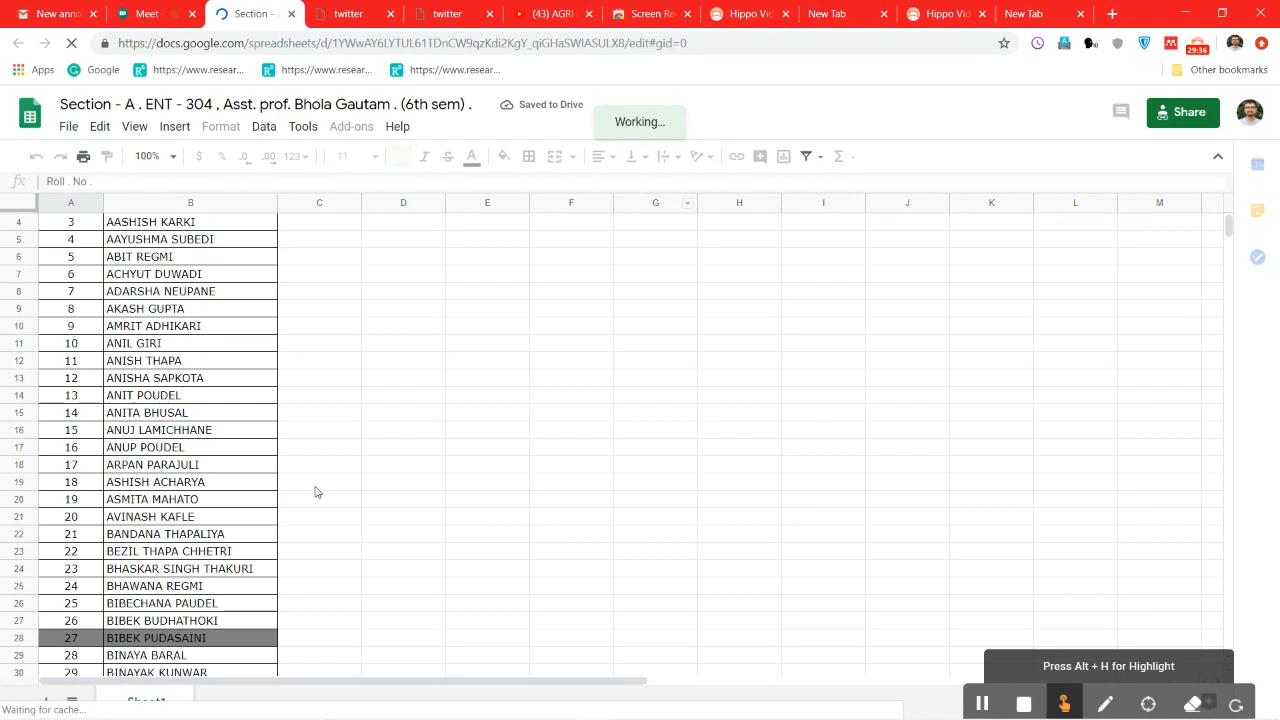 New anno
Meet -
Section -
twitter
twitter
(43) AGRI
Screen Re
Hippo Vid
New Tab
Hippo Vid
New Tab
Apps
Google
https://www.resear...
https://www.resear...
https://www.resear...
29:36
Other bookmarks
Section - A . ENT - 304 , Asst. prof. Bhola Gautam . (6th sem) .
Saved to Drive
Working...
Share
File Edit View Insert Format Data Tools Add-ons Help
100% $ % .0 .00 123 11
fx Roll . No .
A B C D E F G H I J K L M
4 3 AASHISH KARKI
5 4 AAYUSHMA SUBEDI
6 5 ABIT REGMI
7 6 ACHYUT DUWADI
8 7 ADARSHA NEUPANE
9 8 AKASH GUPTA
10 9 AMRIT ADHIKARI
11 10 ANIL GIRI
12 11 ANISH THAPA
13 12 ANISHA SAPKOTA
14 13 ANIT POUDEL
15 14 ANITA BHUSAL
16 15 ANUJ LAMICHHANE
17 16 ANUP POUDEL
18 17 ARPAN PARAJULI
19 18 ASHISH ACHARYA
20 19 ASMITA MAHATO
21 20 AVINASH KAFLE
22 21 BANDANA THAPALIYA
23 22 BEZIL THAPA CHHETRI
24 23 BHASKAR SINGH THAKURI
25 24 BHAWANA REGMI
26 25 BIBECHANA PAUDEL
27 26 BIBEK BUDHATHOKI
28 27 BIBEK PUDASAINI
29 28 BINAYA BARAL
30 29 BINAYAK KUNWAR
Press Alt + H for Highlight
Sheet1
Waiting for cache...